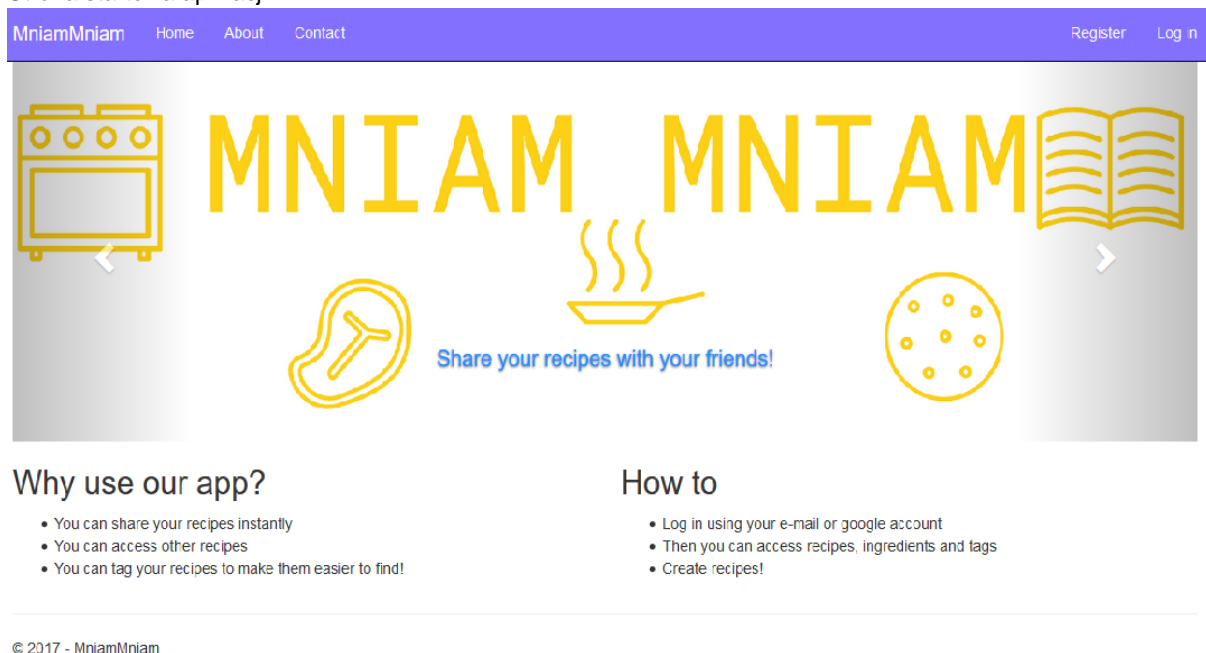 MniamMniam Home About Contact Register Log in
MNIAM MNIAM
Share your recipes with your friends!
Why use our app?
• You can share your recipes instantly
• You can access other recipes
• You can tag your recipes to make them easier to find!
How to
• Log in using your e-mail or google account
• Then you can access recipes, ingredients and tags
• Create recipes!
© 2017 - MniamMniam